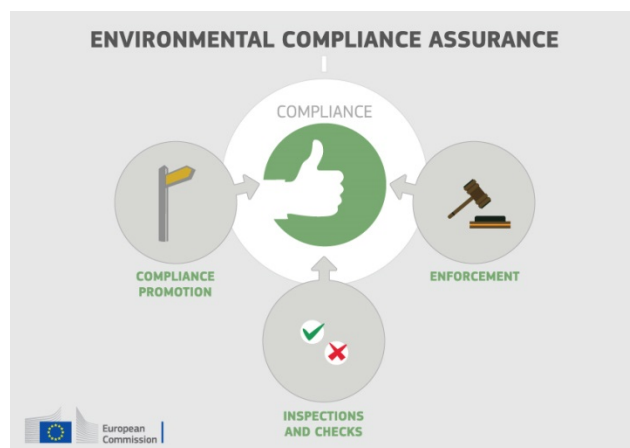 ENVIRONMENTAL COMPLIANCE ASSURANCE
COMPLIANCE
COMPLIANCE
PROMOTION
ENFORCEMENT
INSPECTIONS
AND CHECKS
European
Commission